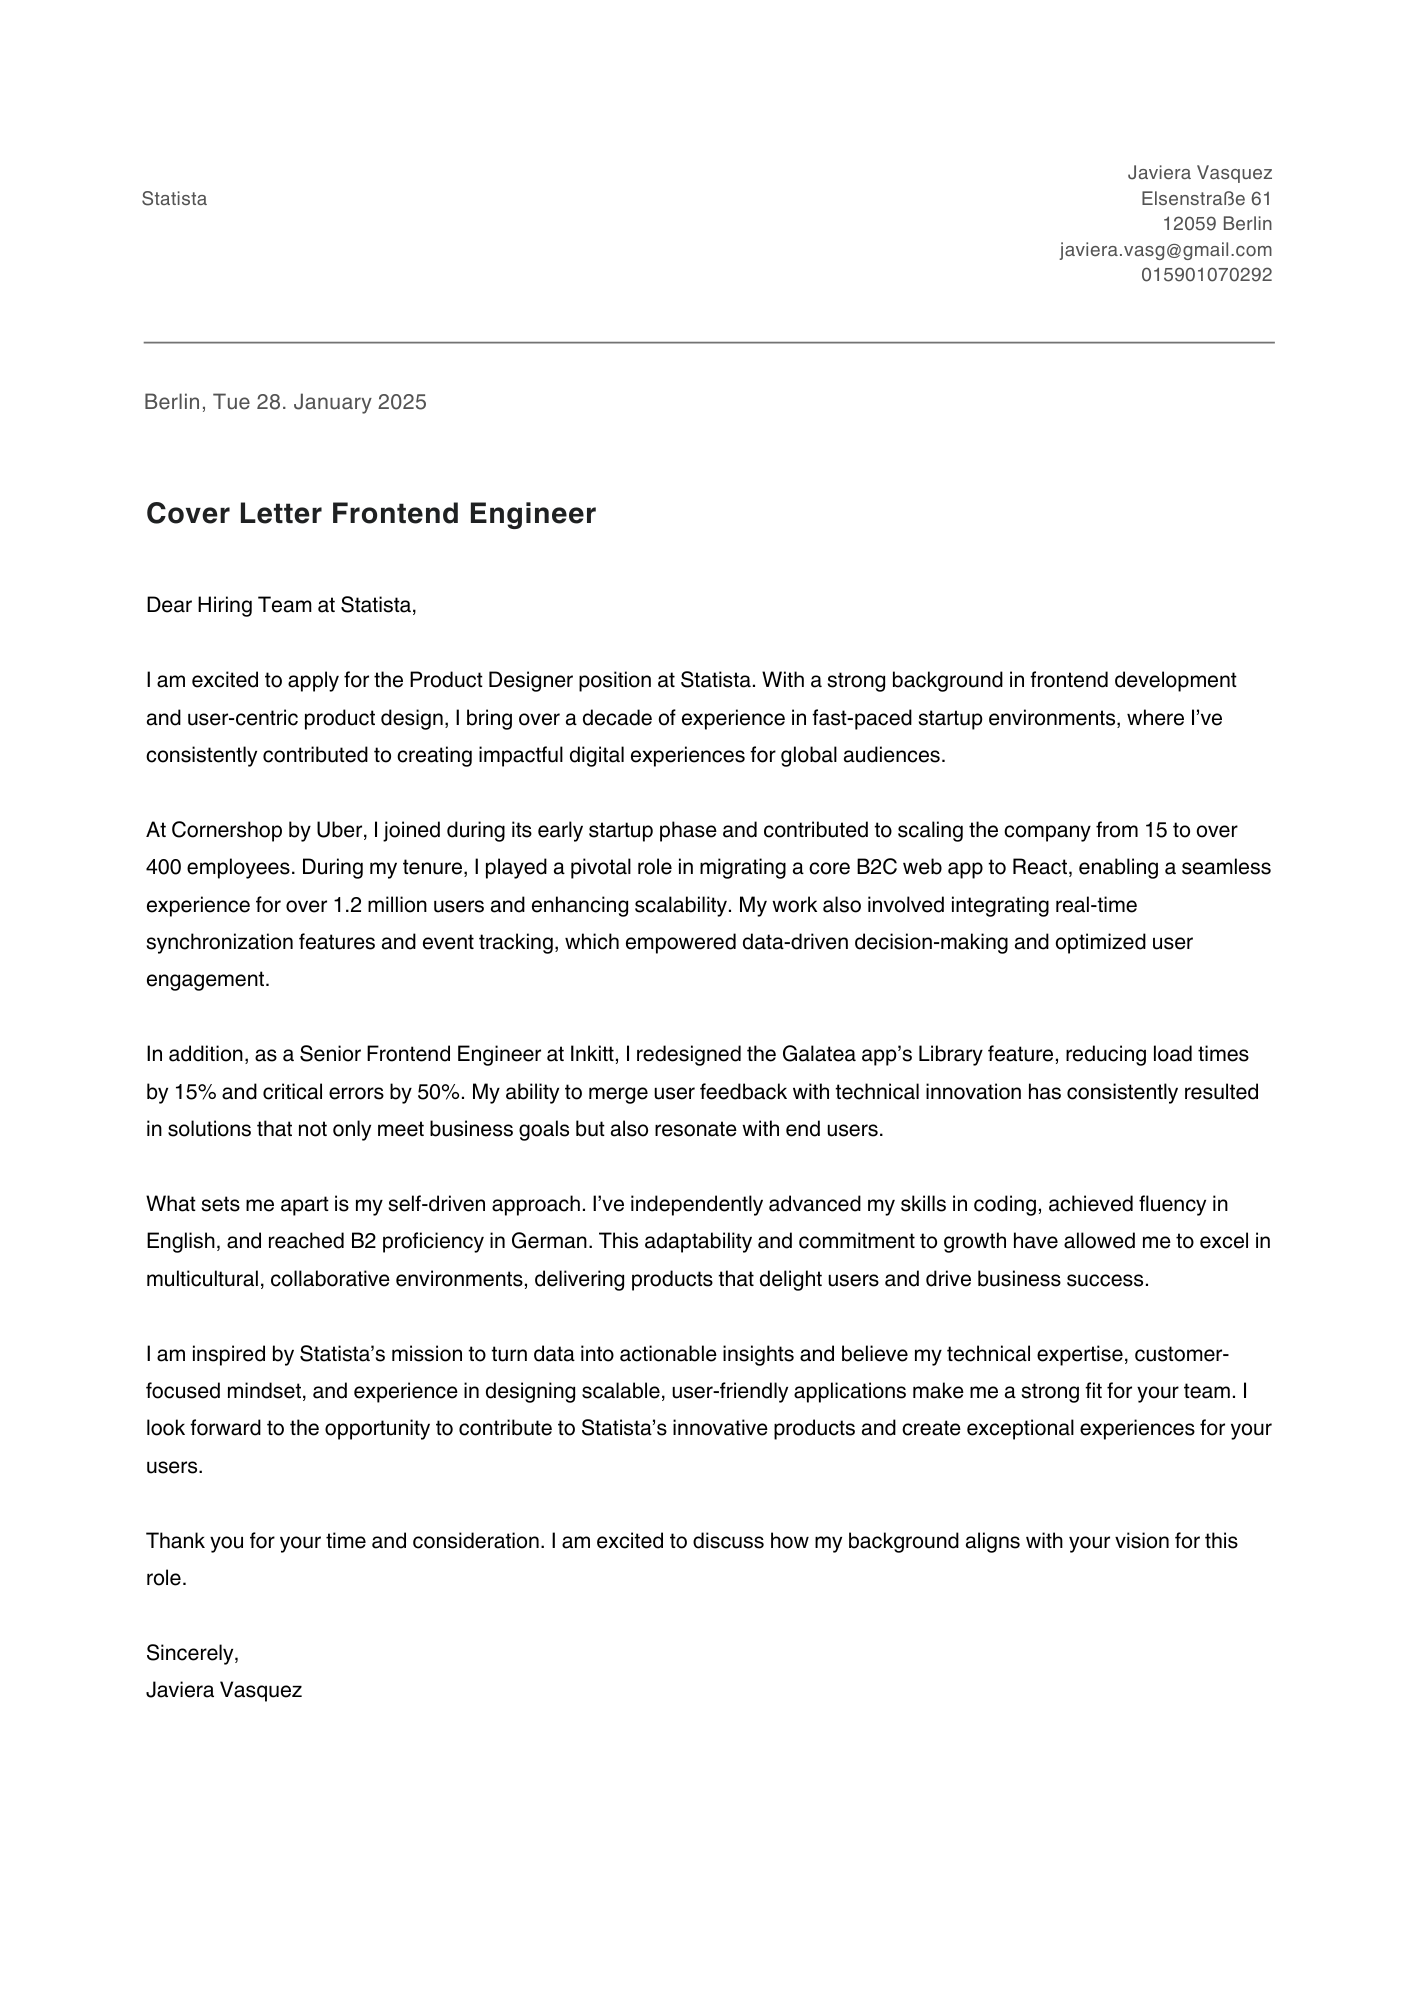 Statista
Javiera Vasquez
Elsenstraße 61
12059 Berlin
javiera.vasg@gmail.com
015901070292
Berlin, Tue 28. January 2025
Cover Letter Frontend Engineer
Dear Hiring Team at Statista,
I am excited to apply for the Product Designer position at Statista. With a strong background in frontend development
and user-centric product design, I bring over a decade of experience in fast-paced startup environments, where I’ve
consistently contributed to creating impactful digital experiences for global audiences.
At Cornershop by Uber, I joined during its early startup phase and contributed to scaling the company from 15 to over
400 employees. During my tenure, I played a pivotal role in migrating a core B2C web app to React, enabling a seamless
experience for over 1.2 million users and enhancing scalability. My work also involved integrating real-time
synchronization features and event tracking, which empowered data-driven decision-making and optimized user
engagement.
In addition, as a Senior Frontend Engineer at Inkitt, I redesigned the Galatea app’s Library feature, reducing load times
by 15% and critical errors by 50%. My ability to merge user feedback with technical innovation has consistently resulted
in solutions that not only meet business goals but also resonate with end users.
What sets me apart is my self-driven approach. I’ve independently advanced my skills in coding, achieved fluency in
English, and reached B2 proficiency in German. This adaptability and commitment to growth have allowed me to excel in
multicultural, collaborative environments, delivering products that delight users and drive business success.
I am inspired by Statista’s mission to turn data into actionable insights and believe my technical expertise, customer-
focused mindset, and experience in designing scalable, user-friendly applications make me a strong fit for your team. I
look forward to the opportunity to contribute to Statista’s innovative products and create exceptional experiences for your
users.
Thank you for your time and consideration. I am excited to discuss how my background aligns with your vision for this
role.
Sincerely,
Javiera Vasquez